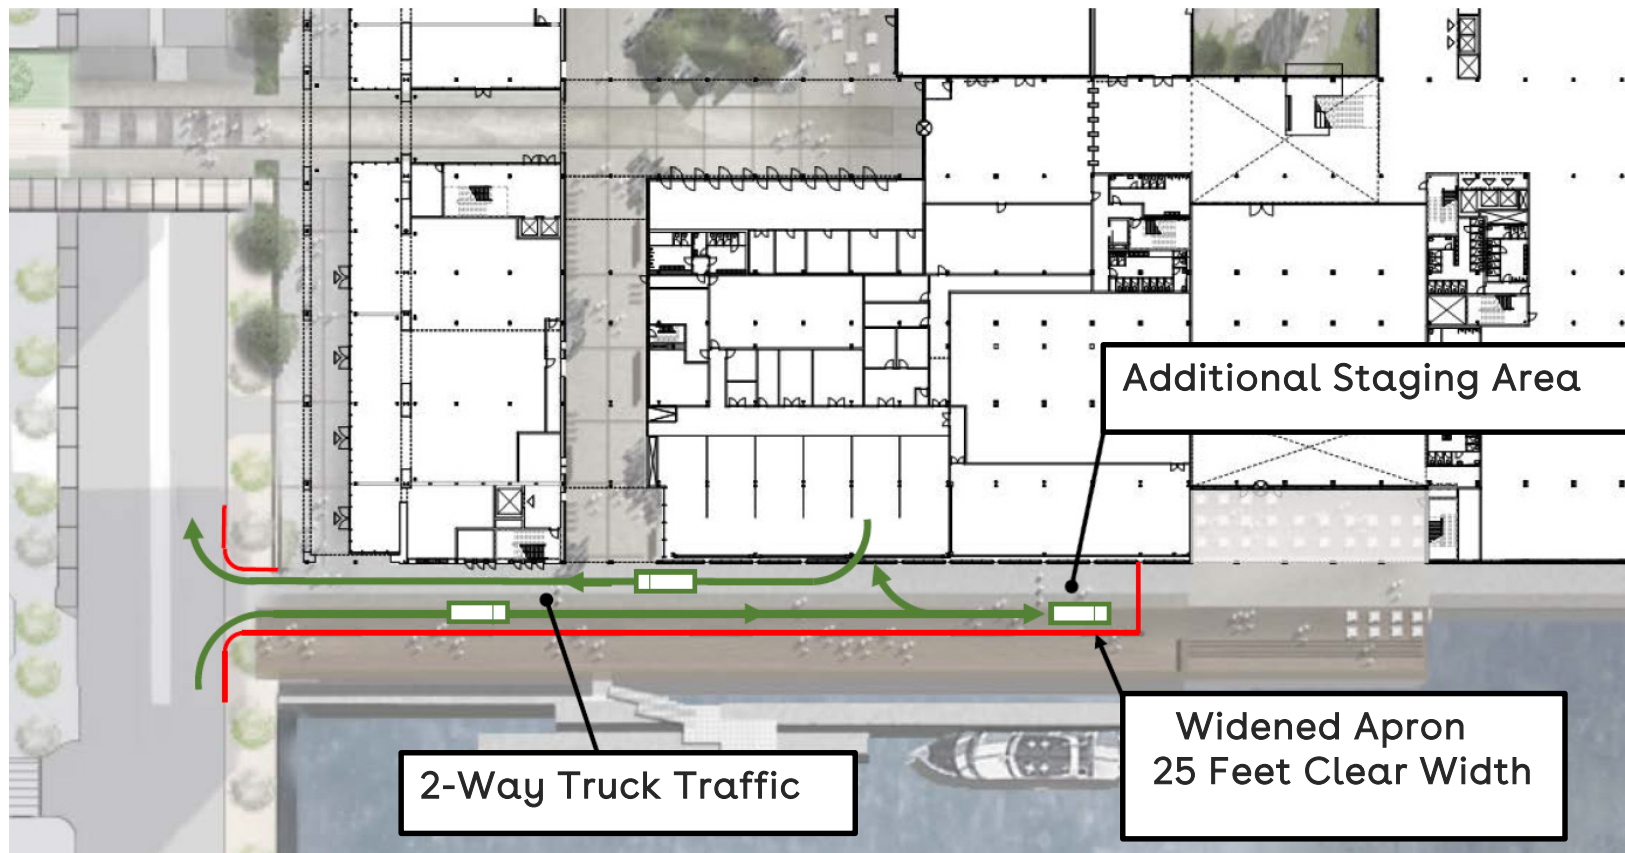 Additional Staging Area
2-Way Truck Traffic
Widened Apron
25 Feet Clear Width